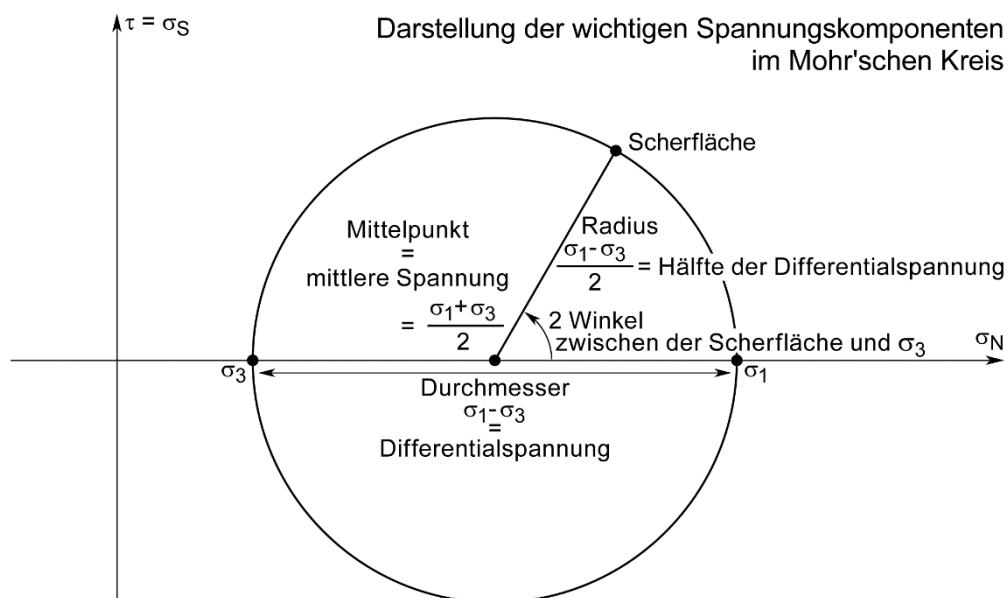 τ = σS
Darstellung der wichtigen Spannungskomponenten
im Mohr'schen Kreis
Scherfläche
Mittelpunkt
=
mittlere Spannung
= σ1+σ3
2
Radius
σ1-σ3
2
= Hälfte der Differentialspannung
2 Winkel
zwischen der Scherfläche und σ3
σN
σ3
σ1
Durchmesser
σ1-σ3
=
Differentialspannung